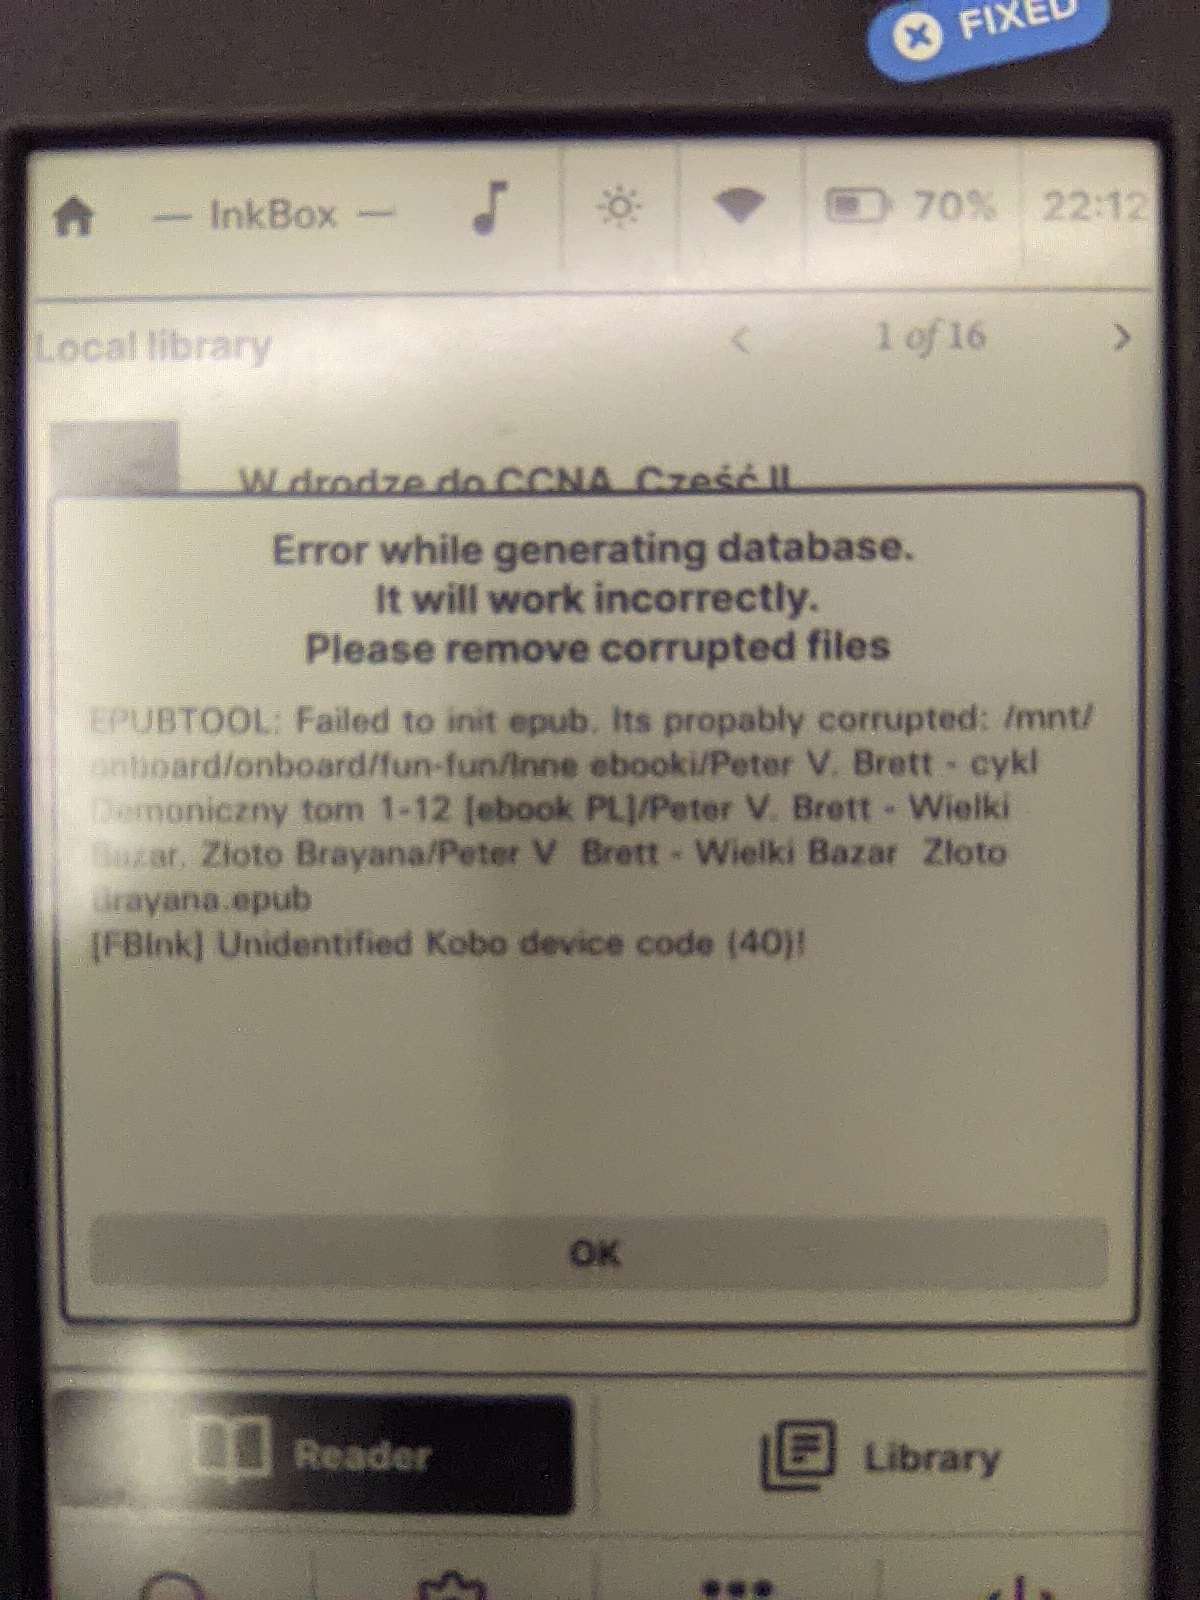 FIXED
— InkBox —
70%
22:12
Local library
1 of 16
W drodze do CCNA. Cześć II
Error while generating database.
It will work incorrectly.
Please remove corrupted files
EPUBTOOL: Failed to init epub. Its propably corrupted: /mnt/
onboard/onboard/fun-fun/Inne ebooki/Peter V. Brett - cykl
Demoniczny tom 1-12 [ebook PL]/Peter V. Brett - Wielki
Bazar. Złoto Brayana/Peter V  Brett - Wielki Bazar  Złoto
Brayana.epub
[FBInk] Unidentified Kobo device code (40)!
OK
Reader
Library